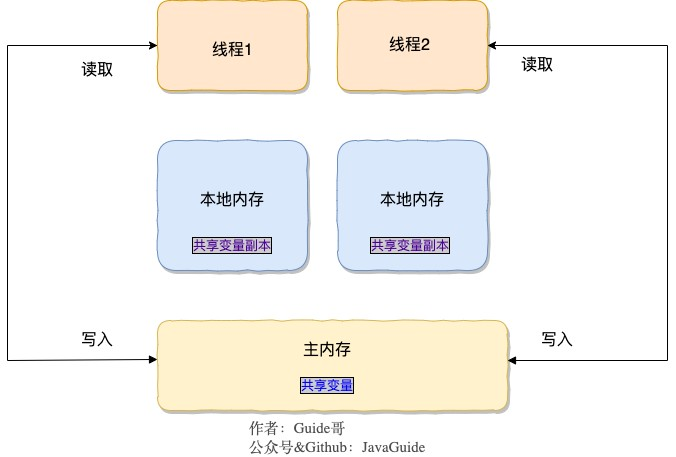 线程1
线程2
读取
读取
本地内存
本地内存
共享变量副本
共享变量副本
写入
写入
主内存
共享变量
作者：Guide哥
公众号&Github：JavaGuide